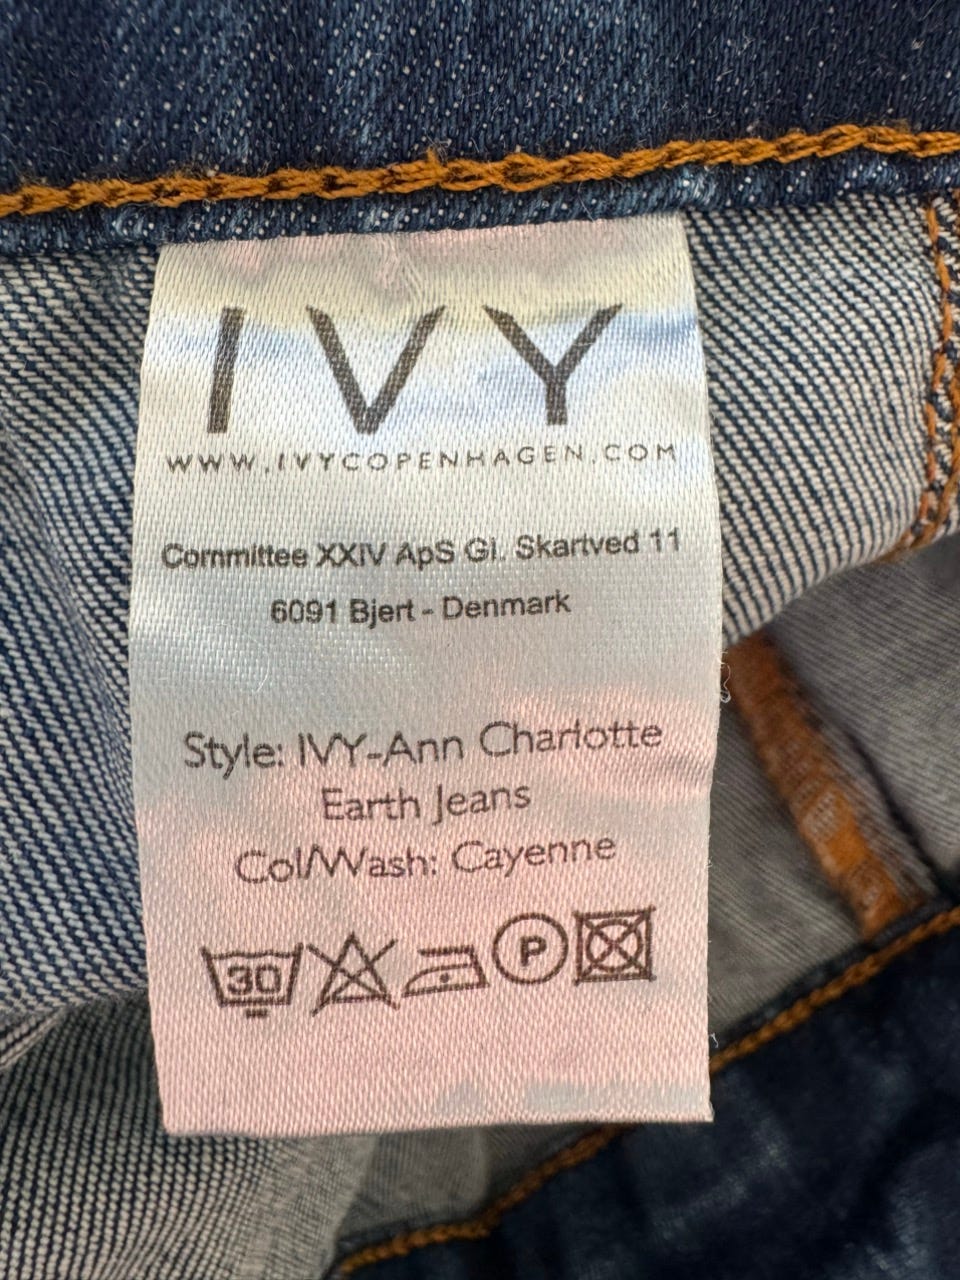 IVY
WWW.IVYCOPENHAGEN.COM
Committee XXIV ApS Gl. Skartved 11
6091 Bjert - Denmark
Style: IVY-Ann Charlotte
Earth Jeans
Col/Wash: Cayenne
30 P